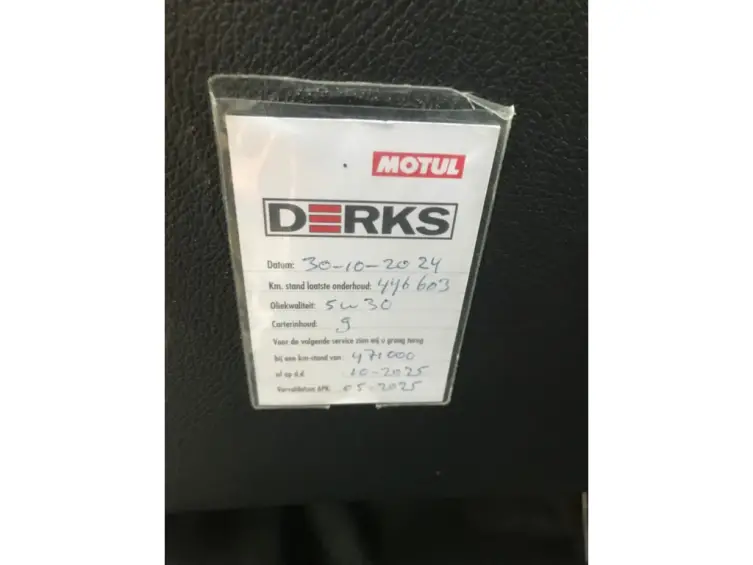 MOTUL
DERKS
Datum: 30-10-2024
Km. stand laatste onderhoud: 446603
Oliekwaliteit: 5w30
Carterinhoud: 9
Voor de volgende service zien wij u graag terug
bij een km-stand van 471000
of op d.d. 10-2025
Vervaldatum APK: 05-2025